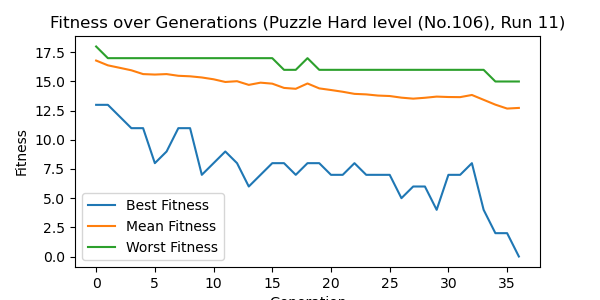 Fitness over Generations (Puzzle Hard level (No.106), Run 11)
17.5
15.0
12.5
10.0
7.5
5.0
2.5
0.0
Fitness
Best Fitness
Mean Fitness
Worst Fitness
0 5 10 15 20 25 30 35
Generation